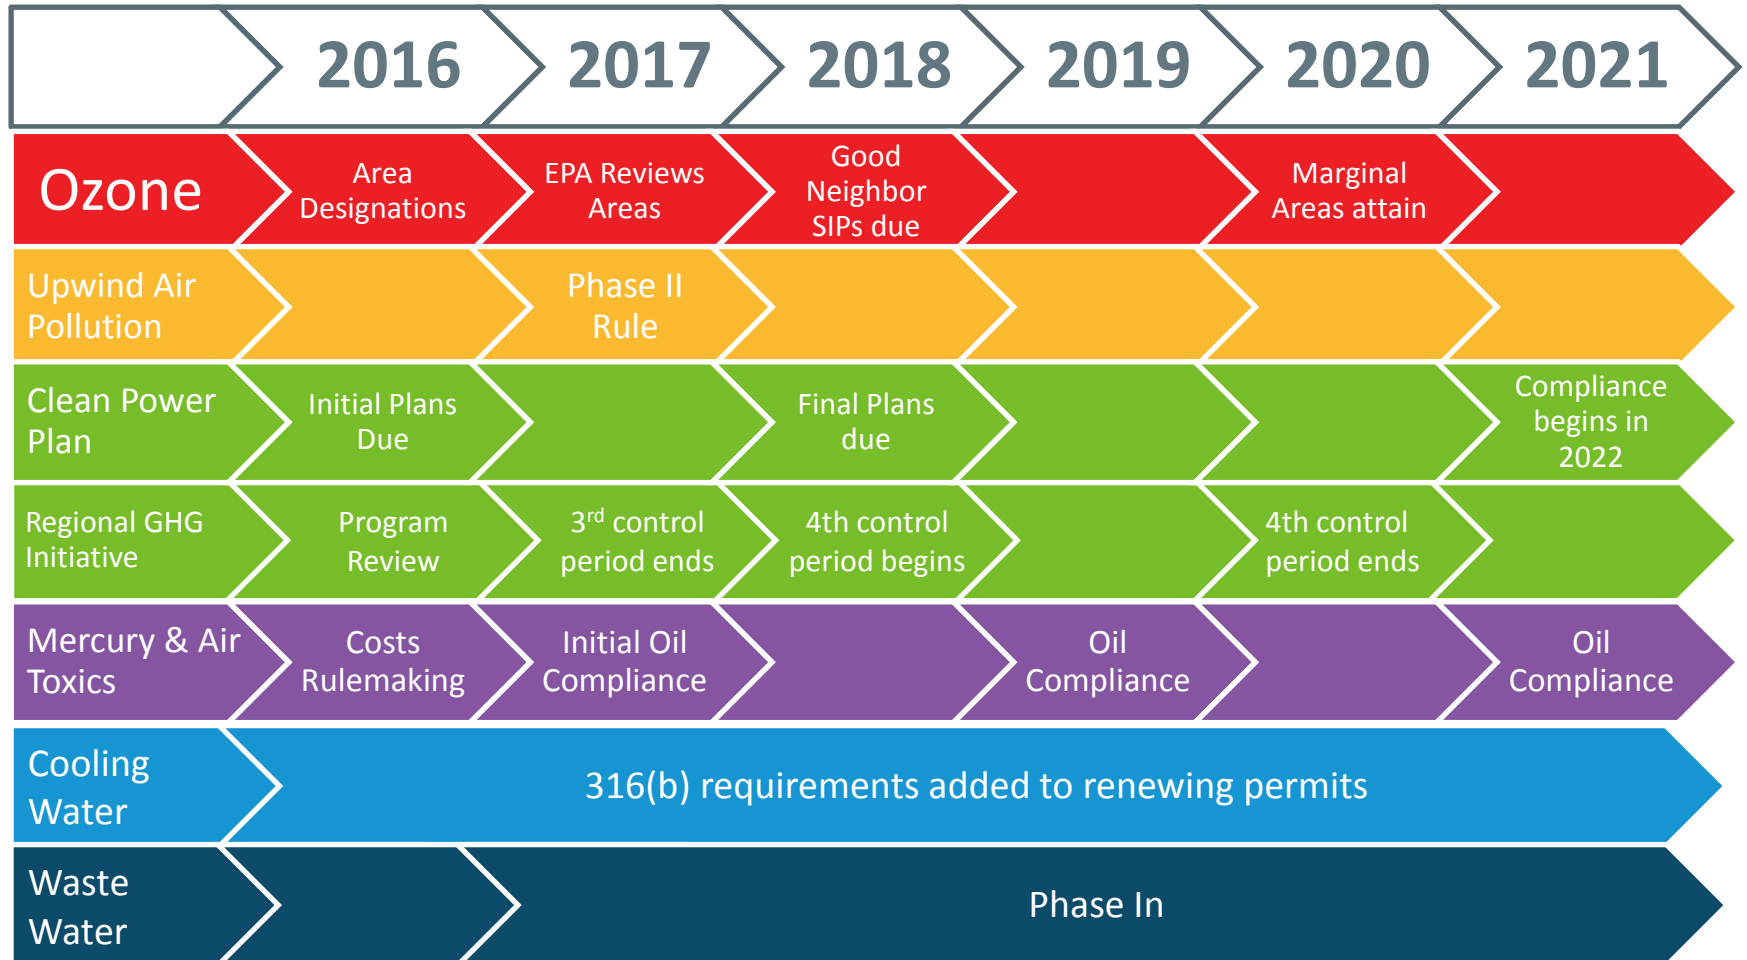 2016 2017 2018 2019 2020 2021
Ozone
Area
Designations
EPA Reviews
Areas
Good
Neighbor
SIPs due
Marginal
Areas attain
Upwind Air
Pollution
Phase II
Rule
Clean Power
Plan
Initial Plans
Due
Final Plans
due
Compliance
begins in
2022
Regional GHG
Initiative
Program
Review
3rd control
period ends
4th control
period begins
4th control
period ends
Mercury & Air
Toxics
Costs
Rulemaking
Initial Oil
Compliance
Oil
Compliance
Oil
Compliance
Cooling
Water
316(b) requirements added to renewing permits
Waste
Water
Phase In